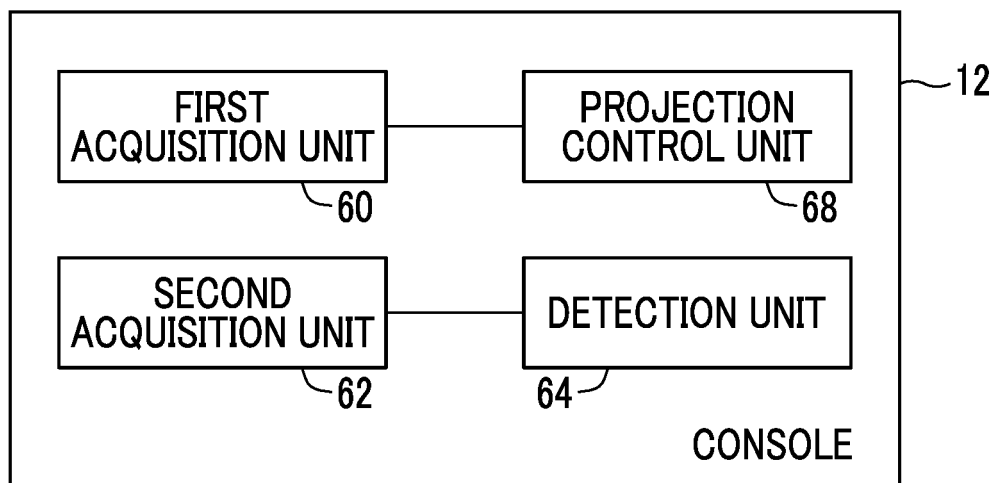 FIRST
ACQUISITION UNIT
60
PROJECTION
CONTROL UNIT
68
12
SECOND
ACQUISITION UNIT
62
DETECTION UNIT
64
CONSOLE